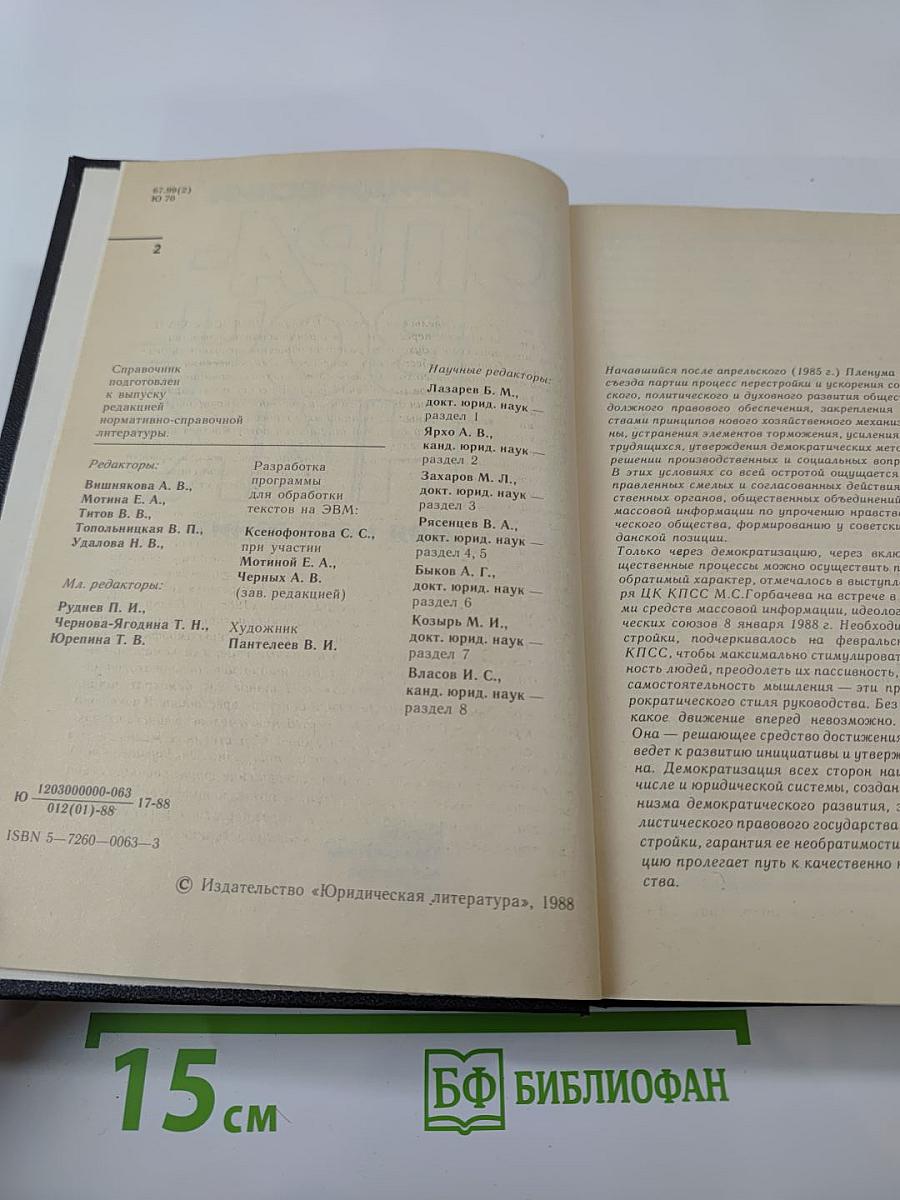 67.99(2)
Ю 70
2
Справочник
подготовлен
к выпуску
редакцией
нормативно-справочной
литературы.
Редакторы:
Вишнякова А. В.,
Мотина Е. А.,
Титов В. В.,
Топольницкая В. П.,
Удалова Н. В.,
Мл. редакторы:
Руднев П. И.,
Чернова-Ягодина Т. Н.,
Юрепина Т. В.
Разработка
программы
для обработки
текстов на ЭВМ:
Ксенофонтова С. С.,
при участии
Мотиной Е. А.,
Черных А. В.
(зав. редакцией)
Художник
Пантелеев В. И.
Научные редакторы:
Лазарев Б. М.,
докт. юрид. наук —
раздел 1
Ярхо А. В.,
канд. юрид. наук —
раздел 2
Захаров М. Л.,
докт. юрид. наук —
раздел 3
Рясенцев В. А.,
докт. юрид. наук —
раздел 4, 5
Быков А. Г.,
докт. юрид. наук —
раздел 6
Козырь М. И.,
докт. юрид. наук —
раздел 7
Власов И. С.,
канд. юрид. наук —
раздел 8
Ю 1203000000-063
012(01)-88 17-88
ISBN 5—7260—0063—3
© Издательство «Юридическая литература», 1988
Начавшийся после апрельского (1985 г.) Пленума
съезда партии процесс перестройки и ускорения со
ского, политического и духовного развития общест
должного правового обеспечения, закрепления
ствами принципов нового хозяйственного механиз
ны, устранения элементов торможения, усиления
трудящихся, утверждения демократических мето
решении производственных и социальных вопр
В этих условиях со всей остротой ощущается
правленных смелых и согласованных действия
ственных органов, общественных объединений
массовой информации по упрочению нравстве
ческого общества, формированию у советски
данской позиции.
Только через демократизацию, через вклю
щественные процессы можно осуществить п
обратимый характер, отмечалось в выступл
ря ЦК КПСС М.С.Горбачева на встрече в
ми средств массовой информации, идеолог
ческих союзов 8 января 1988 г. Необходи
стройки, подчеркивалось на февральск
КПСС, чтобы максимально стимулироват
ность людей, преодолеть их пассивность,
самостоятельность мышления — эти пр
рократического стиля руководства. Без
какое движение вперед невозможно.
Она — решающее средство достижения
ведет к развитию инициативы и утверж
на. Демократизация всех сторон наш
числе и юридической системы, создан
низма демократического развития, з
листического правового государства
стройки, гарантия ее необратимости
цию пролегает путь к качественно н
ства.
15 см
БФ БИБЛИОФАН